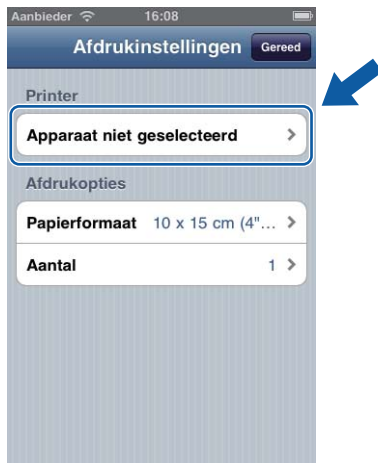 Aanbieder 16:08
Afdrukinstellingen Gereed
Printer
Apparaat niet geselecteerd
Afdrukopties
Papierformaat 10 x 15 cm (4"...
Aantal 1